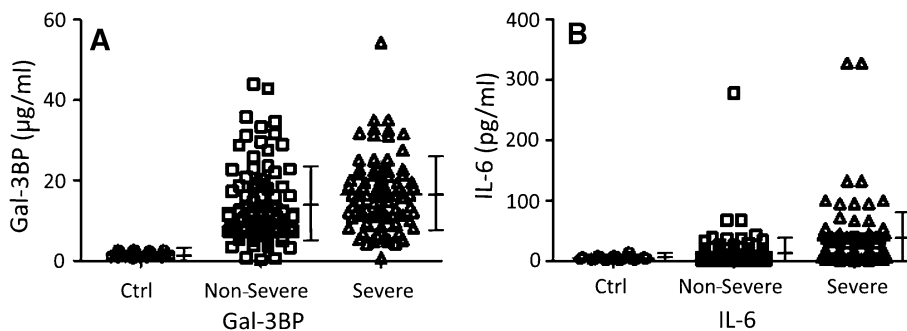 A
Gal-3BP (μg/ml)
60
40
20
0
Ctrl Non-Severe Severe
Gal-3BP
B
IL-6 (pg/ml)
400
300
200
100
0
Ctrl Non-Severe Severe
IL-6